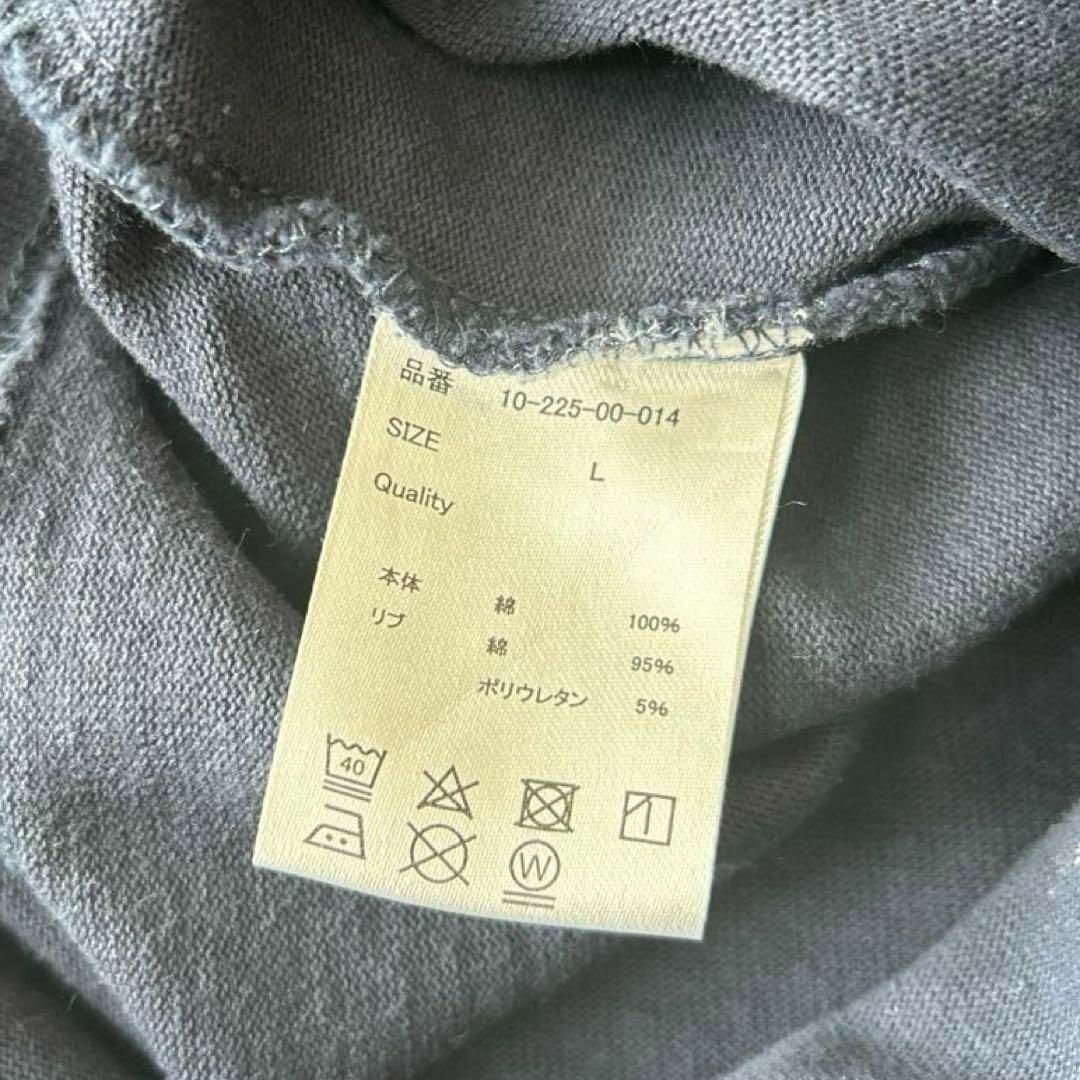 品番 10-225-00-014
SIZE L
Quality
本体 綿 100%
リブ 綿 95%
ポリウレタン 5%
40
W